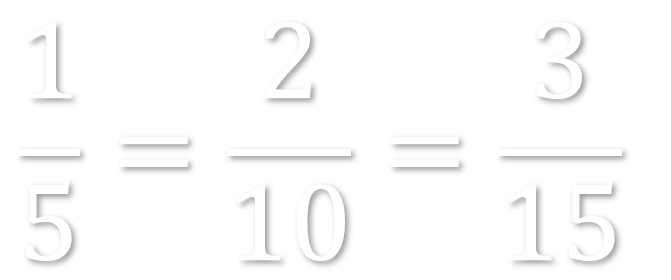 1/5 = 2/10 = 3/15